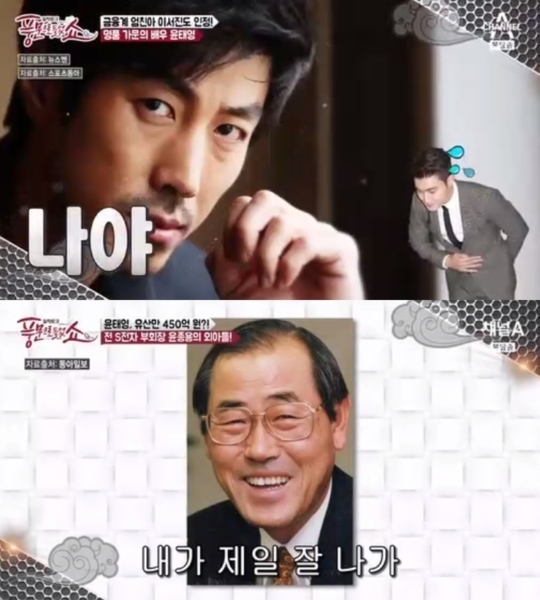 풍문으로 들었쇼
금융계 엄친아 이서진도 인정!
명품 가문의 배우 윤태영
CHANNEL A
자료출처 : 뉴스엔
자료출처 : 스포츠동아
나야
풍문으로 들었쇼
윤태영, 유산만 450억 원?!
전 S전자 부회장 윤종용의 외아들!
채널A
자료출처 : 동아일보
내가 제일 잘 나가